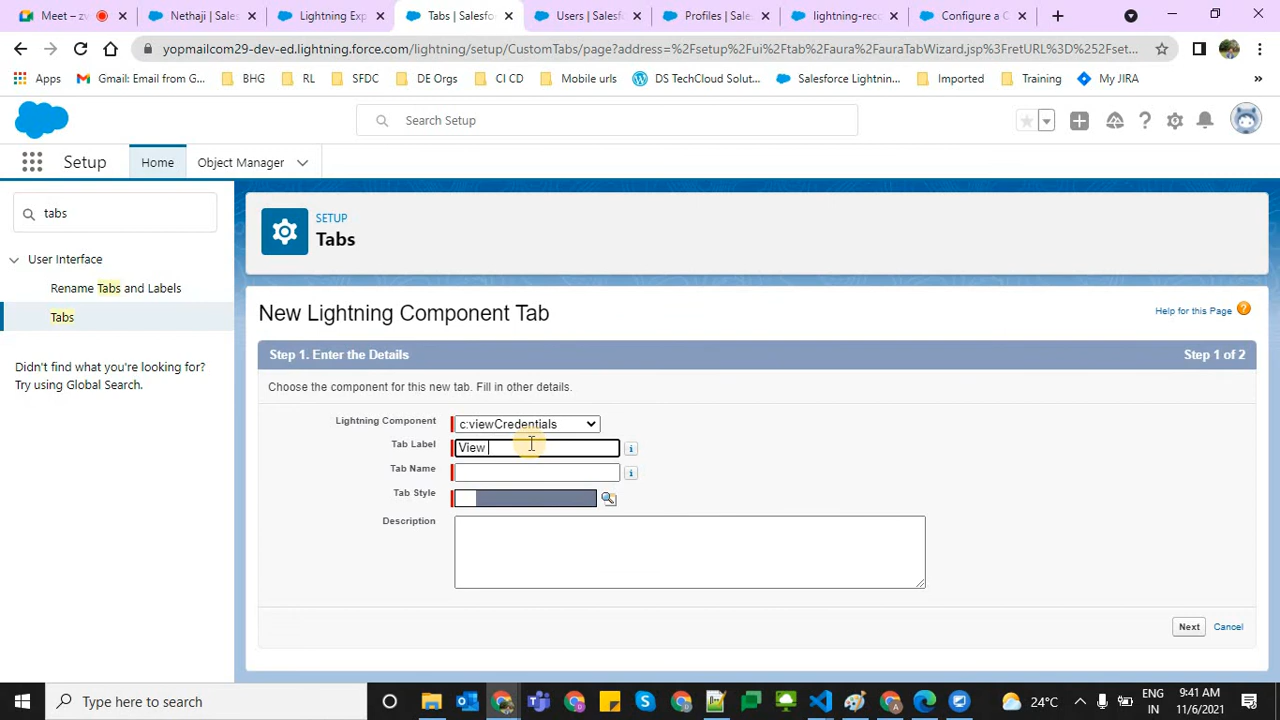 Meet – zv
Nethaji | Sales
Lightning Exp
Tabs | Salesfor
Users | Salesfo
Profiles | Sales
lightning-reco
Configure a C
yopmailcom29-dev-ed.lightning.force.com/lightning/setup/CustomTabs/page?address=%2Fsetup%2Fui%2Ftab%2Faura%2FauraTabWizard.jsp%3FretURL%3D%252Fset...
Apps
Gmail: Email from G...
BHG
RL
SFDC
DE Orgs
CI CD
Mobile urls
DS TechCloud Solut...
Salesforce Lightnin...
Imported
Training
My JIRA
»
Search Setup
Setup
Home
Object Manager
tabs
User Interface
Rename Tabs and Labels
Tabs
Didn't find what you're looking for?
Try using Global Search.
SETUP
Tabs
New Lightning Component Tab
Help for this Page
Step 1. Enter the Details
Step 1 of 2
Choose the component for this new tab. Fill in other details.
Lightning Component
c:viewCredentials
Tab Label
View
Tab Name
Tab Style
Description
Next
Cancel
Type here to search
24°C
ENG
IN
9:41 AM
11/6/2021